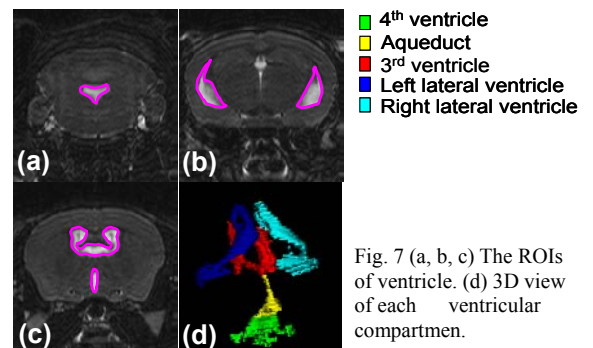 4th ventricle
Aqueduct
3rd ventricle
Left lateral ventricle
Right lateral ventricle
(a)
(b)
(c)
(d)
Fig. 7 (a, b, c) The ROIs
of ventricle. (d) 3D view
of each ventricular
compartmen.